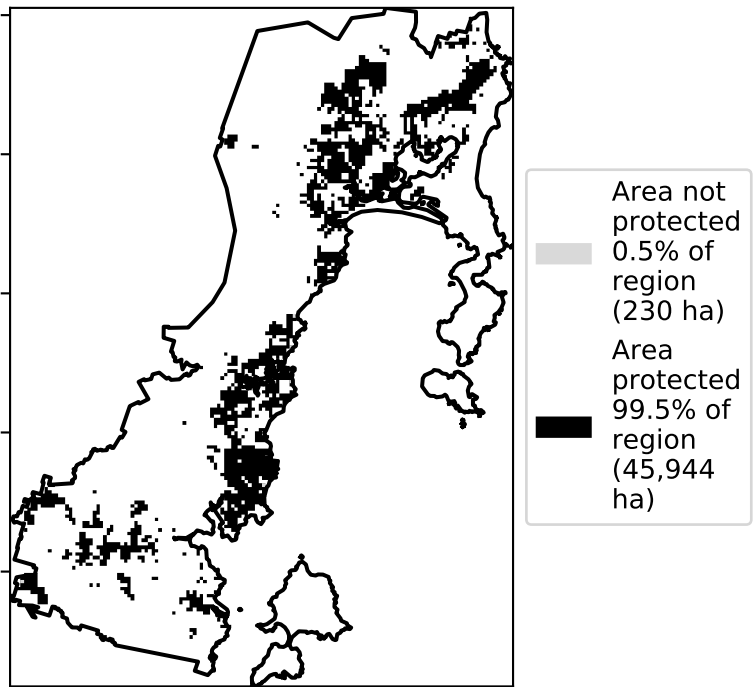 Area not
protected
0.5% of
region
(230 ha)
Area
protected
99.5% of
region
(45,944
ha)